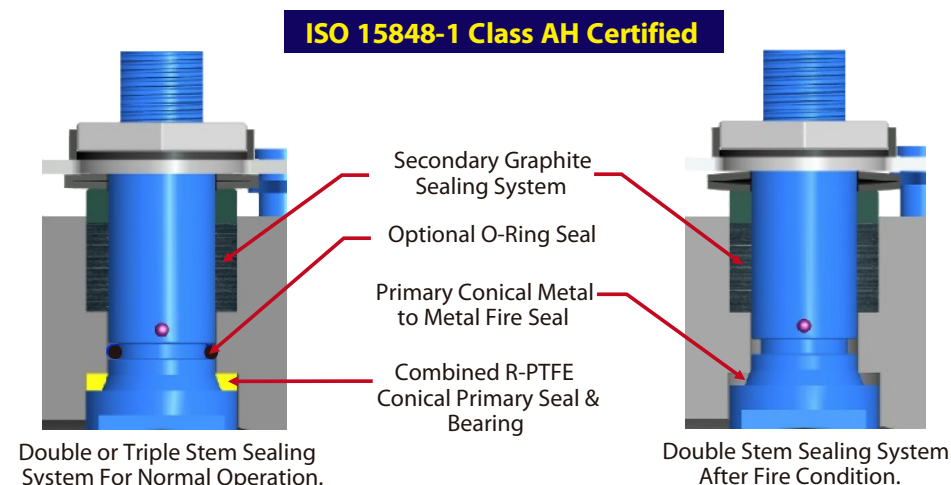 ISO 15848-1 Class AH Certified
Secondary Graphite
Sealing System
Optional O-Ring Seal
Primary Conical Metal
to Metal Fire Seal
Combined R-PTFE
Conical Primary Seal &
Bearing
Double or Triple Stem Sealing
System For Normal Operation.
Double Stem Sealing System
After Fire Condition.